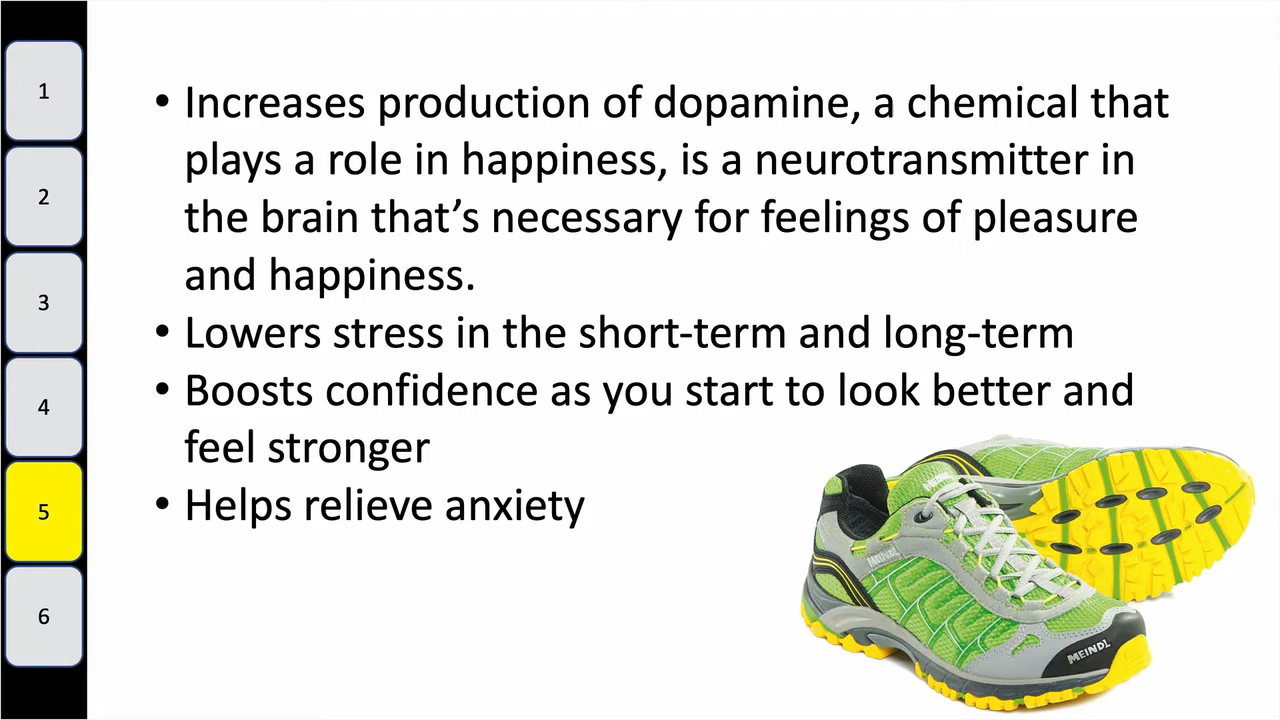 1
2
3
4
5
6
• Increases production of dopamine, a chemical that
plays a role in happiness, is a neurotransmitter in
the brain that’s necessary for feelings of pleasure
and happiness.
• Lowers stress in the short-term and long-term
• Boosts confidence as you start to look better and
feel stronger
• Helps relieve anxiety
MEINDL
MEINDL